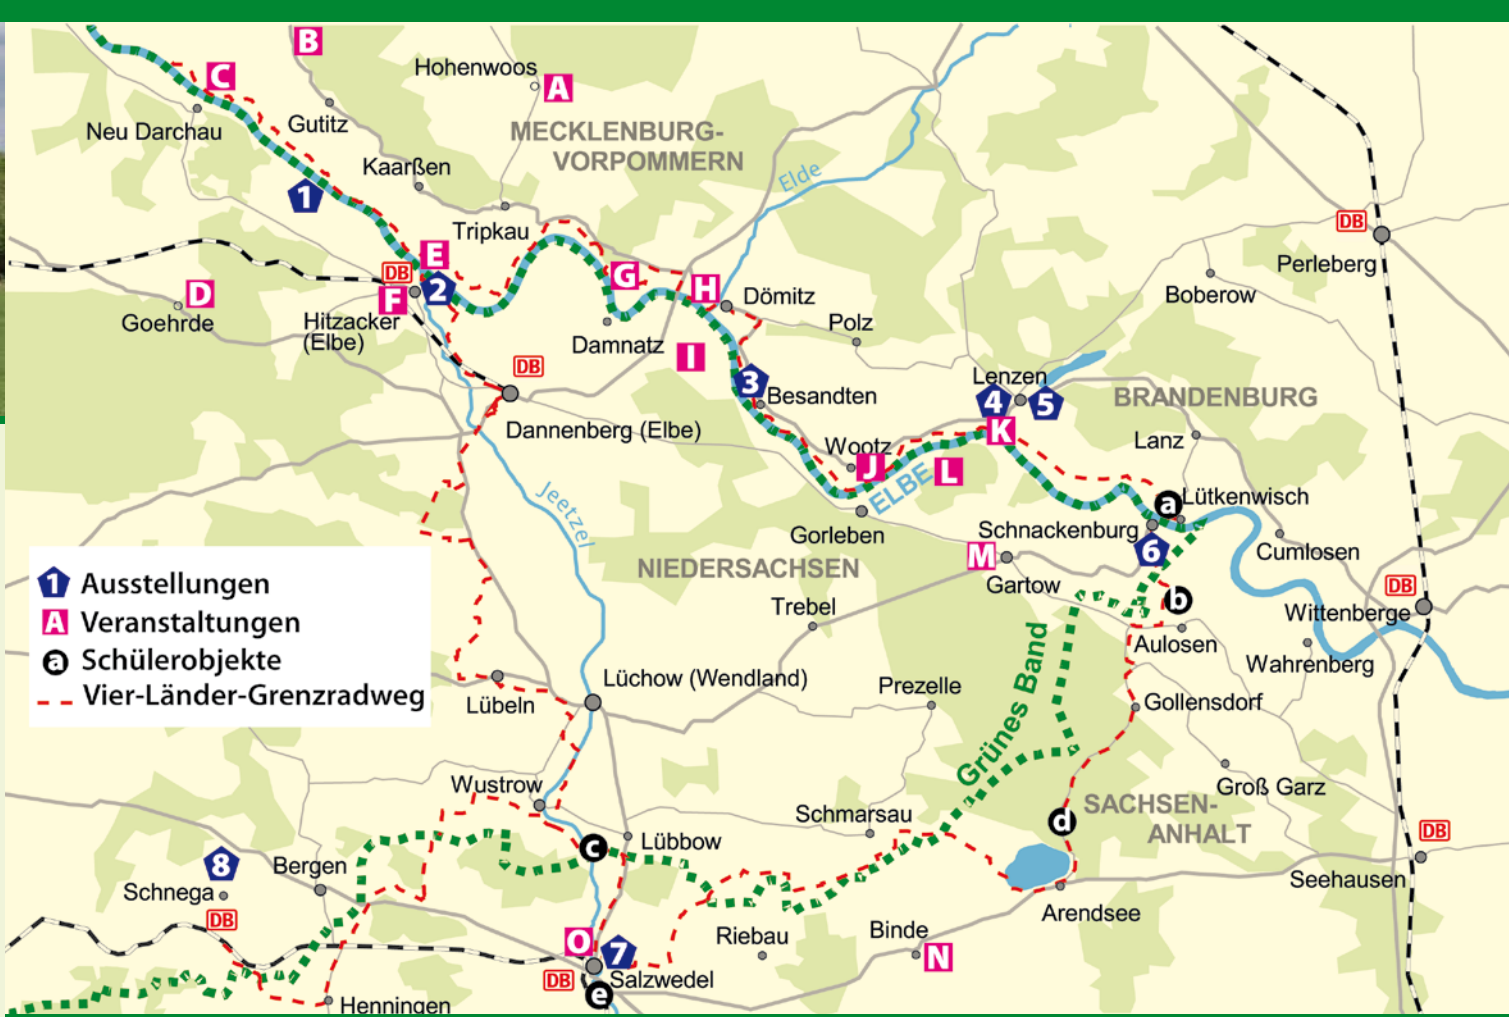 B
Hohenwoos
A
C
Neu Darchau
Gutitz
MECKLENBURG-
VORPOMMERN
Kaarßen
Elde
1
Tripkau
DB
Perleberg
E
DB
2
F
D
Goehrde
Hitzacker
(Elbe)
G
H
Dömitz
Boberow
Damnatz
I
Polz
DB
3
Besandten
Lenzen
4
5
BRANDENBURG
Dannenberg (Elbe)
K
Lanz
Wootz
J
L
ELBE
Jeetzel
Gorleben
a
Lütkenwisch
Schnackenburg
6
Cumlosen
NIEDERSACHSEN
M
Gartow
DB
Wittenberge
b
Trebel
Aulosen
Wahrenberg
1 Ausstellungen
A Veranstaltungen
a Schülerobjekte
Vier-Länder-Grenzradweg
Grünes Band
Lübeln
Lüchow (Wendland)
Prezelle
Gollensdorf
Wustrow
Groß Garz
Schmarsau
SACHSEN-
ANHALT
d
DB
c
Lübbow
8
Bergen
Schnega
DB
Seehausen
Arendsee
O
7
Riebau
Binde
N
DB
Salzwedel
e
Henningen